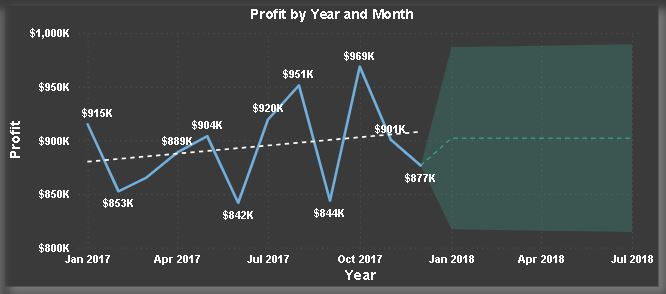 Profit by Year and Month
$1,000K
$950K
$900K
$850K
$800K
Profit
$915K
$853K
$889K
$904K
$842K
$920K
$951K
$844K
$969K
$901K
$877K
Jan 2017
Apr 2017
Jul 2017
Oct 2017
Jan 2018
Apr 2018
Jul 2018
Year